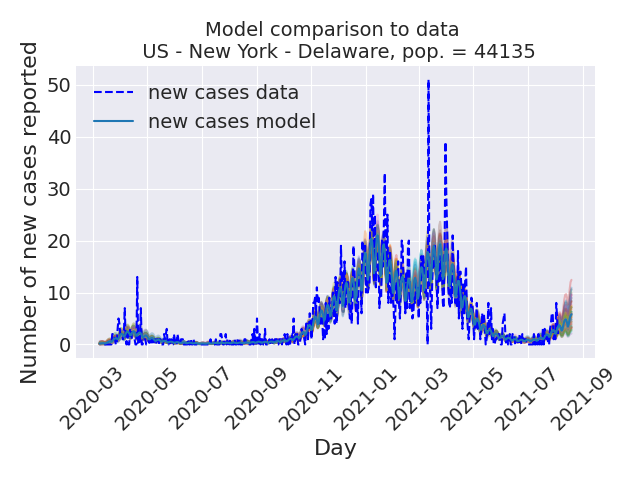 Model comparison to data
US - New York - Delaware, pop. = 44135
new cases data
new cases model
Number of new cases reported
50
40
30
20
10
0
2020-03
2020-05
2020-07
2020-09
2020-11
2021-01
2021-03
2021-05
2021-07
2021-09
Day